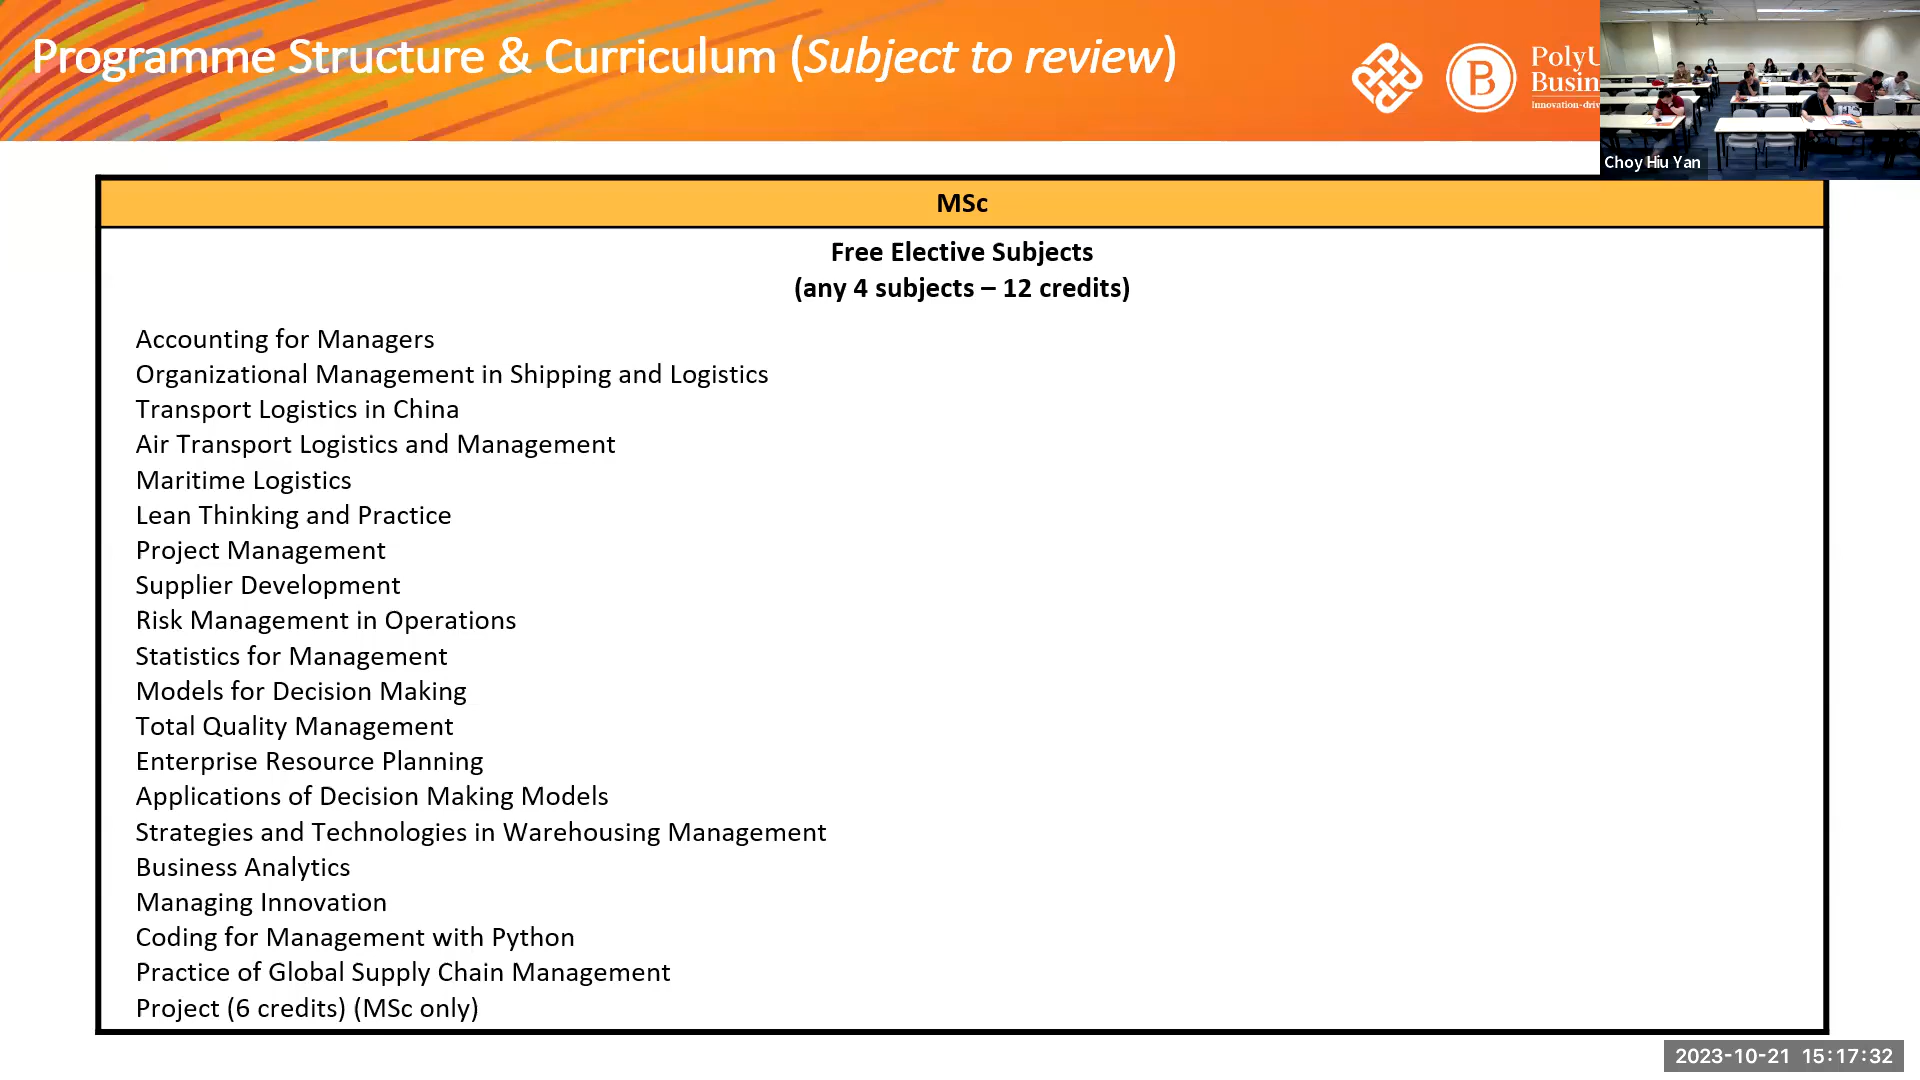 Programme Structure & Curriculum (Subject to review)
B
PolyU
Busin
Innovation-driv
Choy Hiu Yan
MSc
Free Elective Subjects
(any 4 subjects – 12 credits)
Accounting for Managers
Organizational Management in Shipping and Logistics
Transport Logistics in China
Air Transport Logistics and Management
Maritime Logistics
Lean Thinking and Practice
Project Management
Supplier Development
Risk Management in Operations
Statistics for Management
Models for Decision Making
Total Quality Management
Enterprise Resource Planning
Applications of Decision Making Models
Strategies and Technologies in Warehousing Management
Business Analytics
Managing Innovation
Coding for Management with Python
Practice of Global Supply Chain Management
Project (6 credits) (MSc only)
2023-10-21 15:17:32